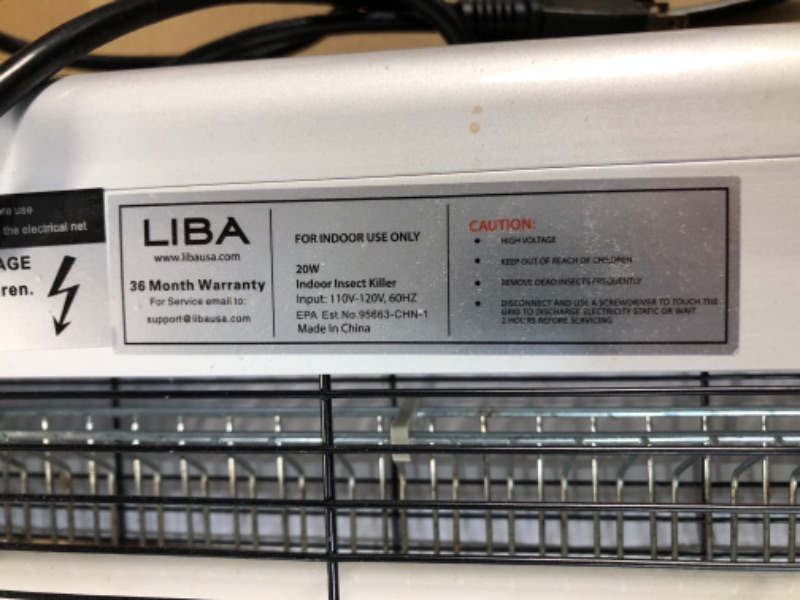 re use
the electrical net
AGE
ren.
LIBA
www.libausa.com
36 Month Warranty
For Service email to:
support@libausa.com
FOR INDOOR USE ONLY
20W
Indoor Insect Killer
Input: 110V-120V, 60HZ
EPA Est.No.95663-CHN-1
Made In China
CAUTION:
• HIGH VOLTAGE
• KEEP OUT OF REACH OF CHILDREN
• REMOVE DEAD INSECTS FREQUENTLY
• DISCONNECT AND USE A SCREWDRIVER TO TOUCH THE
GRID TO DISCHARGE ELECTRICITY STATIC OR WAIT
2 HOURS BEFORE SERVICING